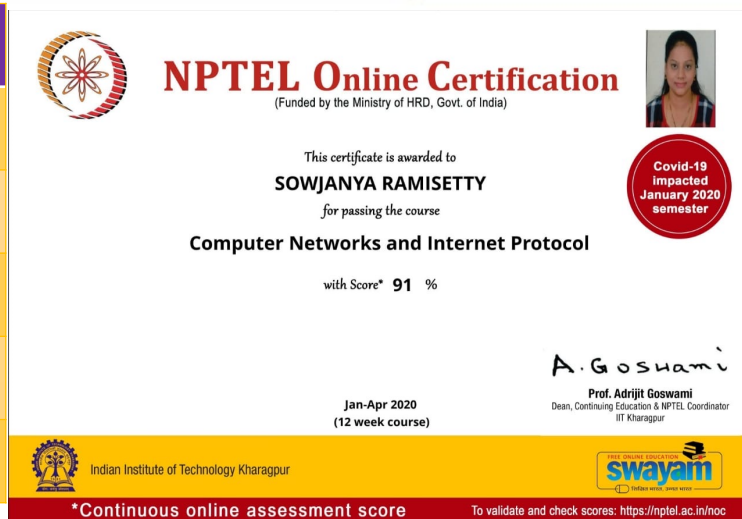 NPTEL Online Certification
(Funded by the Ministry of HRD, Govt. of India)
This certificate is awarded to
SOWJANYA RAMISETTY
for passing the course
Computer Networks and Internet Protocol
with Score* 91 %
Covid-19
impacted
January 2020
semester
A. Goswami
Prof. Adrijit Goswami
Dean, Continuing Education & NPTEL Coordinator
IIT Kharagpur
Jan-Apr 2020
(12 week course)
Indian Institute of Technology Kharagpur
FREE ONLINE EDUCATION
swayam
शिक्षित भारत, उन्नत भारत
*Continuous online assessment score
To validate and check scores: https://nptel.ac.in/noc